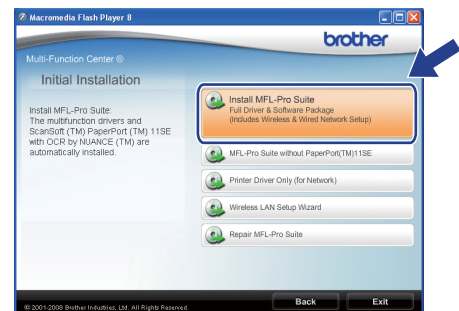 Macromedia Flash Player 8
brother
Multi-Function Center ®
Initial Installation
Install MFL-Pro Suite:
The multifunction drivers and
ScanSoft (TM) PaperPort (TM) 11SE
with OCR by NUANCE (TM) are
automatically installed.
Install MFL-Pro Suite
Full Driver & Software Package
(Includes Wireless & Wired Network Setup)
MFL-Pro Suite without PaperPort(TM)11SE
Printer Driver Only (for Network)
Wireless LAN Setup Wizard
Repair MFL-Pro Suite
© 2001-2008 Brother Industries, Ltd. All Rights Reserved.
Back
Exit